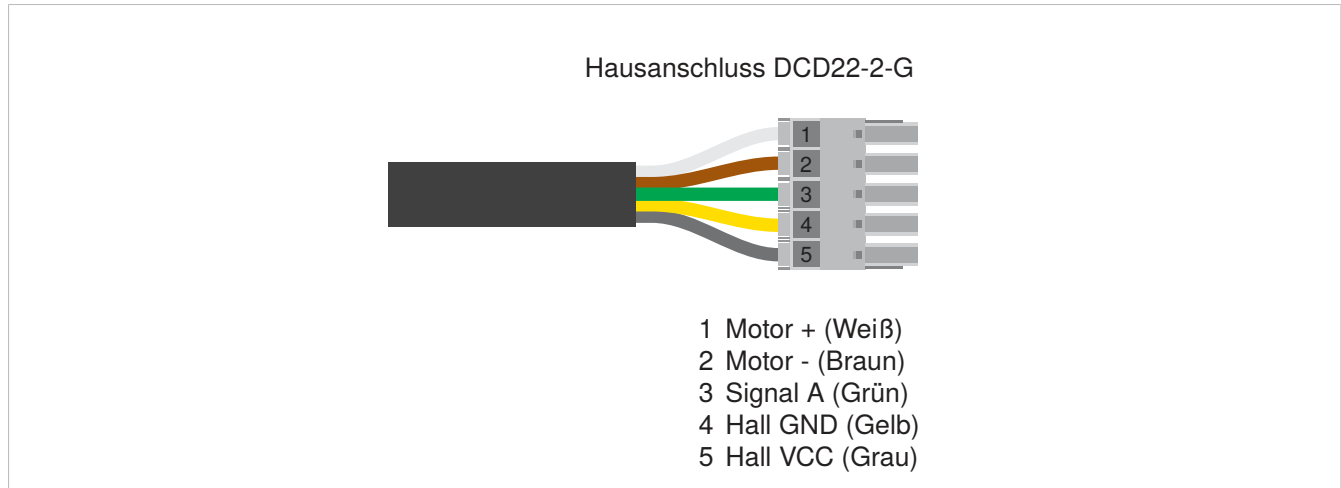 Hausanschluss DCD22-2-G
1
2
3
4
5
1 Motor + (Weiß)
2 Motor - (Braun)
3 Signal A (Grün)
4 Hall GND (Gelb)
5 Hall VCC (Grau)